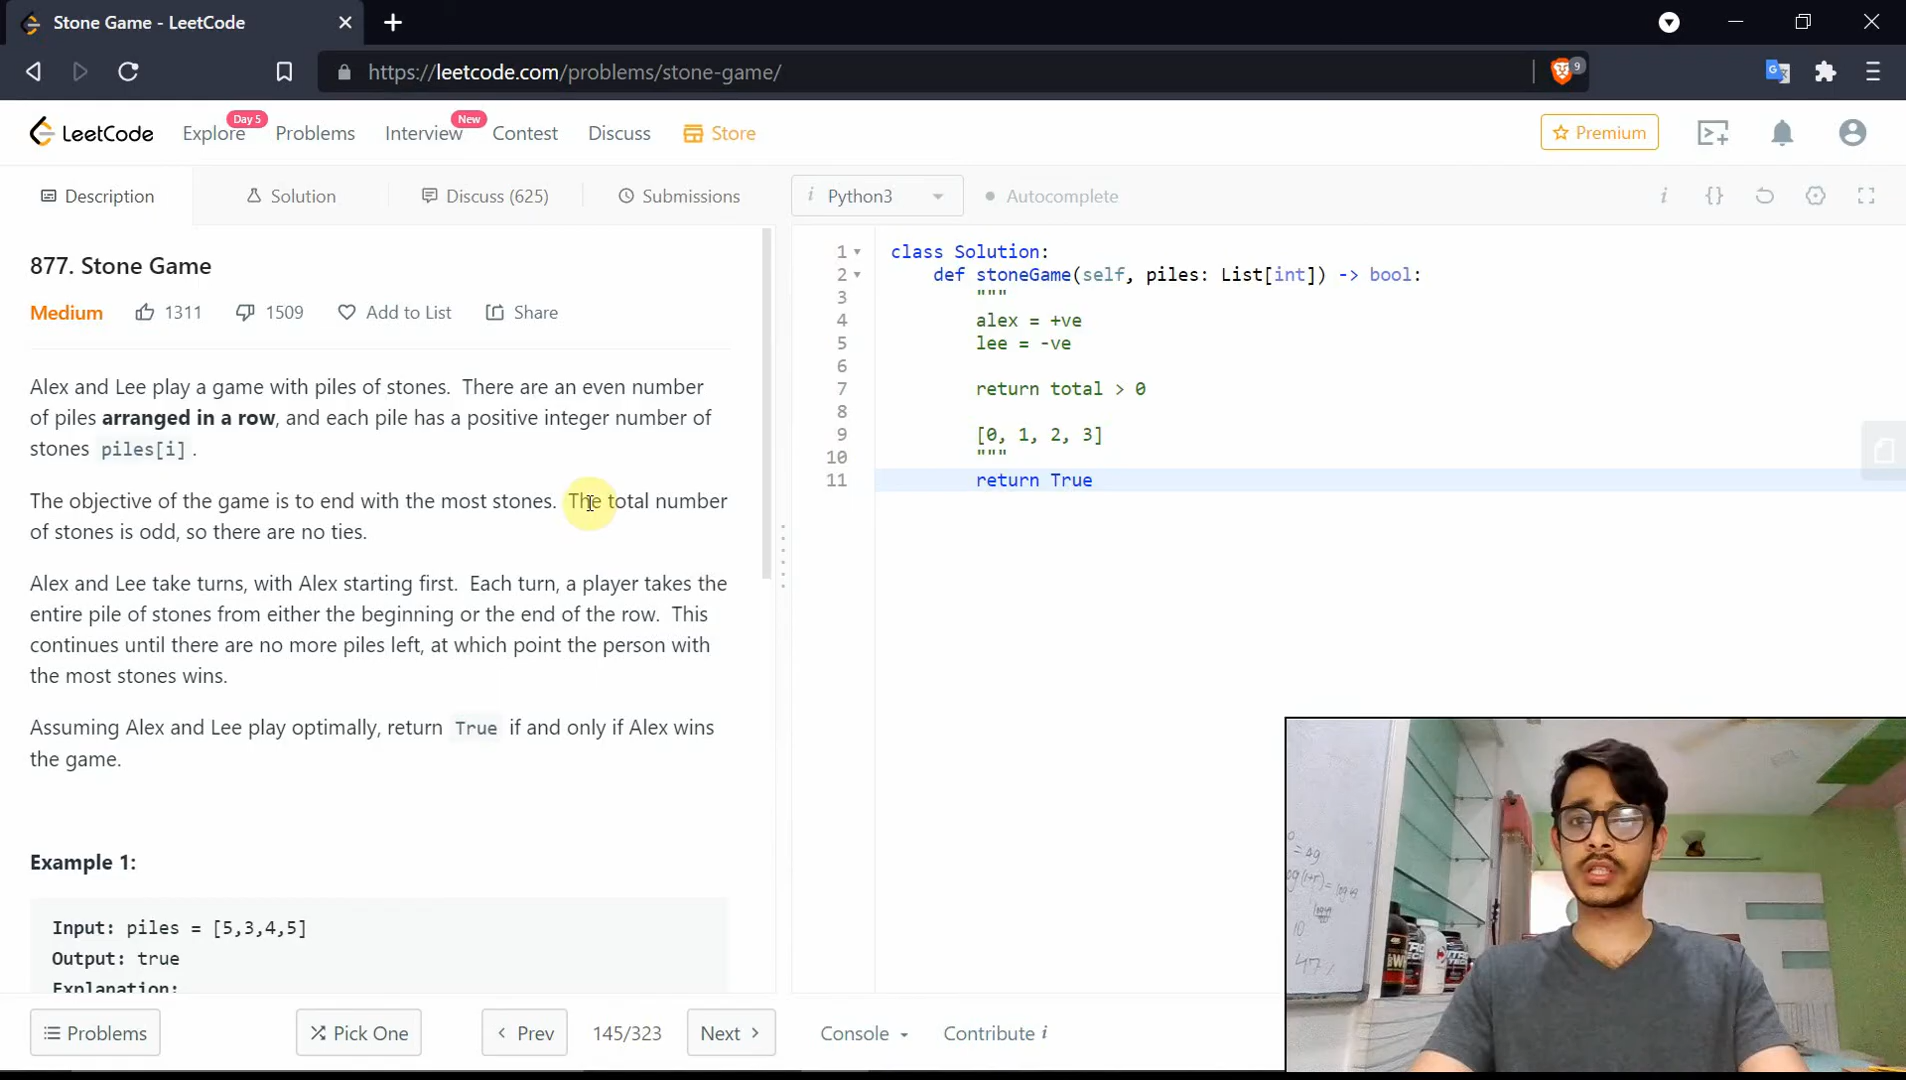 Stone Game - LeetCode
https://leetcode.com/problems/stone-game/
9
LeetCode
Explore
Day 5
Problems
Interview
New
Contest
Discuss
Store
Premium
Description
Solution
Discuss (625)
Submissions
i Python3
Autocomplete
i
{}
877. Stone Game
Medium
1311
1509
Add to List
Share
Alex and Lee play a game with piles of stones. There are an even number
of piles arranged in a row, and each pile has a positive integer number of
stones piles[i].
The objective of the game is to end with the most stones. The total number
of stones is odd, so there are no ties.
Alex and Lee take turns, with Alex starting first. Each turn, a player takes the
entire pile of stones from either the beginning or the end of the row. This
continues until there are no more piles left, at which point the person with
the most stones wins.
Assuming Alex and Lee play optimally, return True if and only if Alex wins
the game.
Example 1:
Input: piles = [5,3,4,5]
Output: true
Explanation:
1 class Solution:
2 def stoneGame(self, piles: List[int]) -> bool:
3 """
4 alex = +ve
5 lee = -ve
6
7 return total > 0
8
9 [0, 1, 2, 3]
10 """
11 return True
Problems
Pick One
Prev
145/323
Next
Console
Contribute i